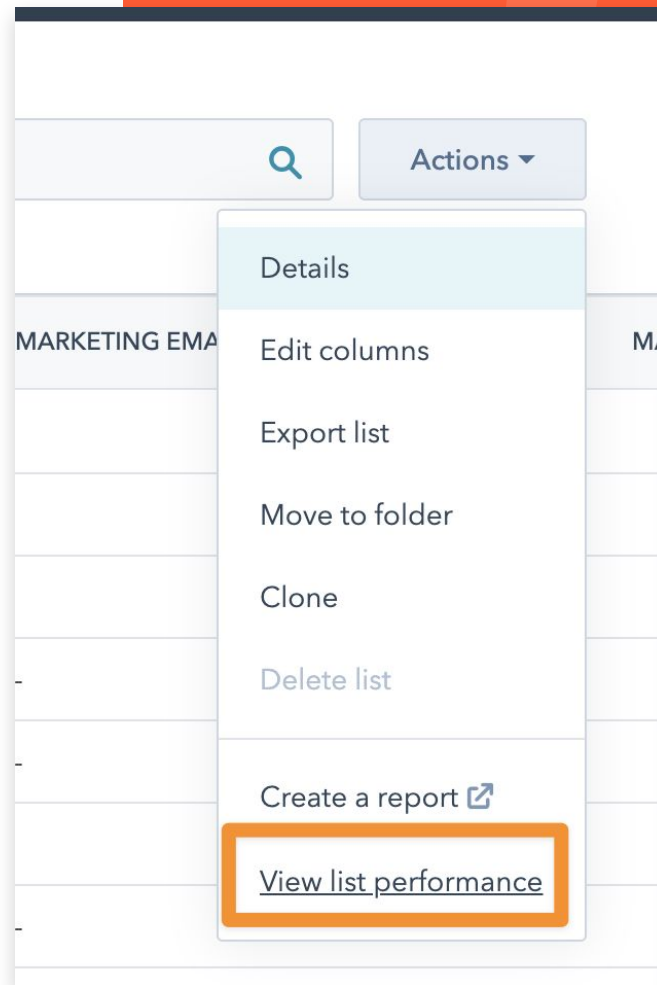 Actions
Details
MARKETING EMA
MA
Edit columns
Export list
Move to folder
Clone
--
Delete list
--
Create a report
View list performance
--